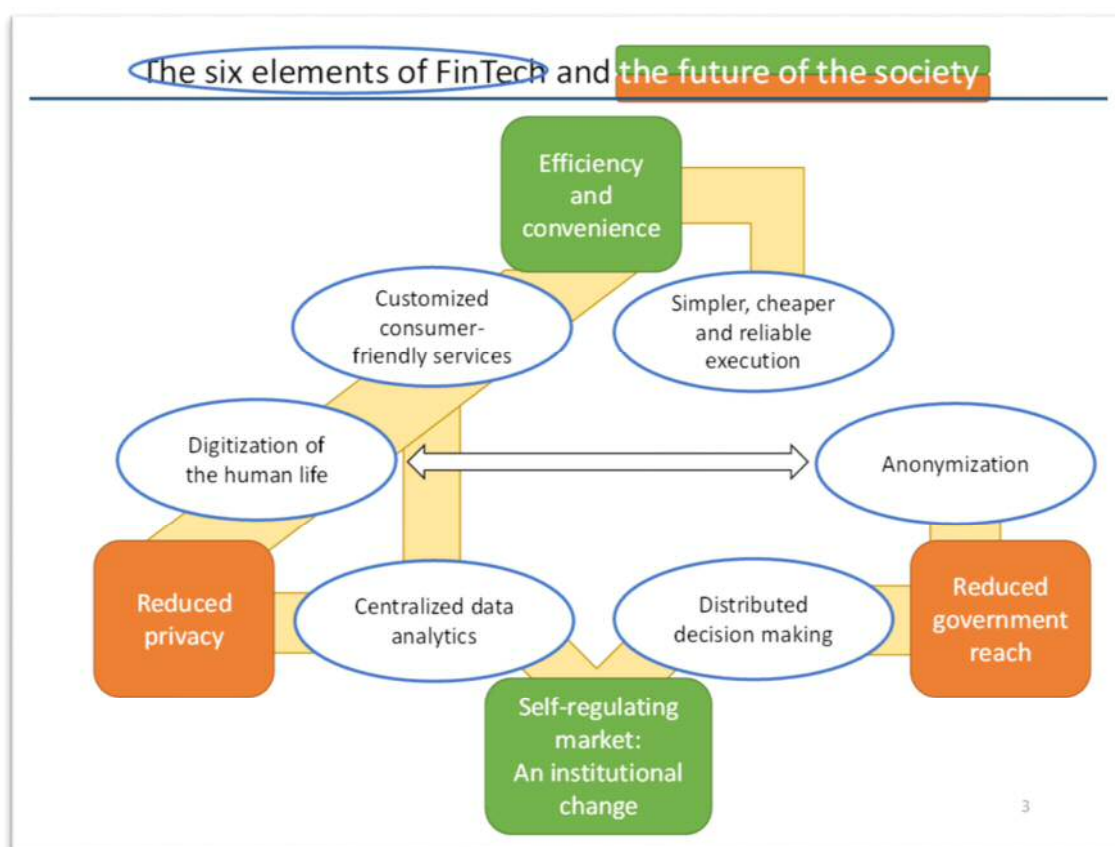 The six elements of FinTech and the future of the society
Efficiency
and
convenience
Customized
consumer-
friendly services
Simpler, cheaper
and reliable
execution
Digitization of
the human life
Anonymization
Reduced
privacy
Centralized data
analytics
Distributed
decision making
Reduced
government
reach
Self-regulating
market:
An institutional
change
3